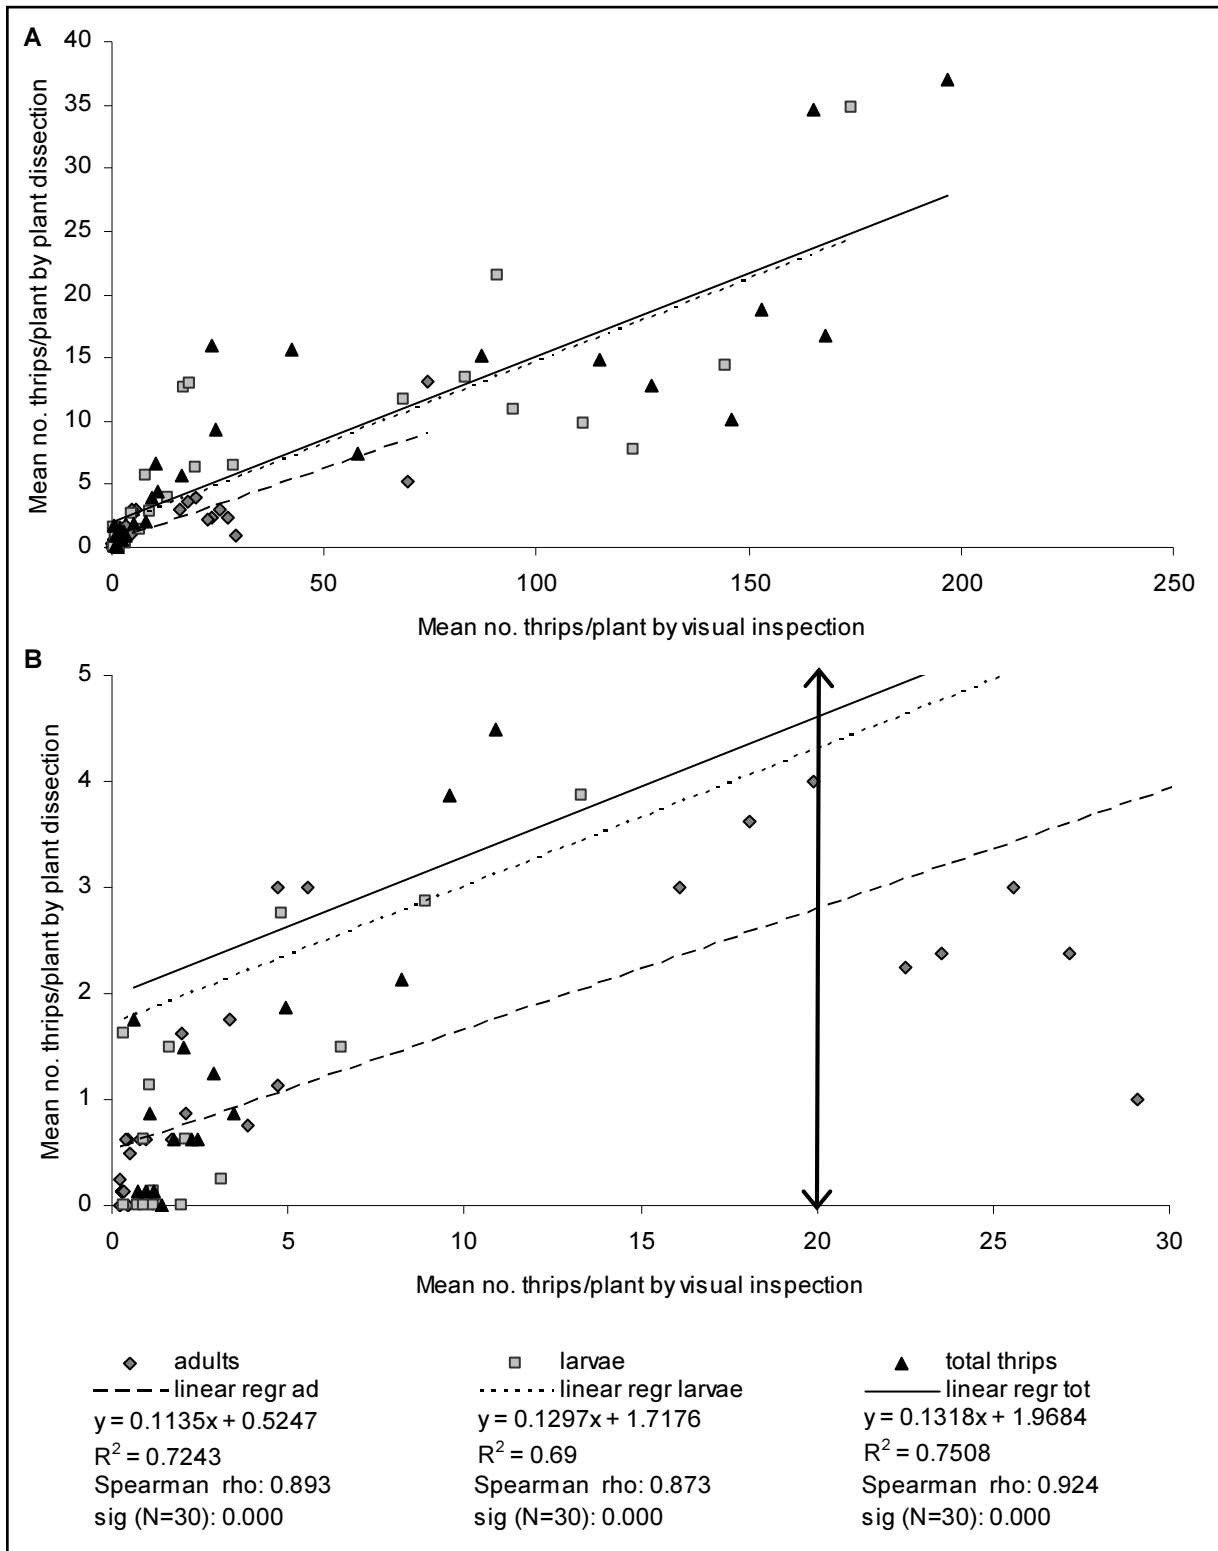 A
40
35
30
25
20
15
10
5
0
Mean no. thrips/plant by plant dissection
0 50 100 150 200 250
Mean no. thrips/plant by visual inspection
B
5
4
3
2
1
0
Mean no. thrips/plant by plant dissection
0 5 10 15 20 25 30
Mean no. thrips/plant by visual inspection
adults larvae total thrips
linear regr ad linear regr larvae linear regr tot
y = 0.1135x + 0.5247 y = 0.1297x + 1.7176 y = 0.1318x + 1.9684
R² = 0.7243 R² = 0.69 R² = 0.7508
Spearman rho: 0.893 Spearman rho: 0.873 Spearman rho: 0.924
sig (N=30): 0.000 sig (N=30): 0.000 sig (N=30): 0.000